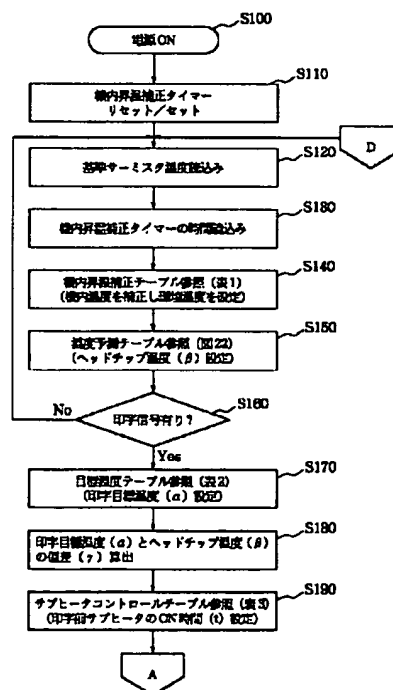 S100
電源ON
S110
機内昇温補正タイマー
リセット/セット
D
S120
基準サーミスタ温度読込み
S130
機内昇温補正タイマーの時間読込み
S140
機内昇温補正テーブル参照 (表1)
(機内温度を補正し環境温度を設定)
S150
温度予測テーブル参照 (図22)
(ヘッドチップ温度 (β) 設定)
S160
印字信号有り?
No
Yes
S170
目標温度テーブル参照 (表2)
(印字目標温度 (α) 設定)
S180
印字目標温度 (α) とヘッドチップ温度 (β)
の偏差 (γ) 算出
S190
サブヒータコントロールテーブル参照 (表3)
(印字前サブヒータのON時間 (t) 設定)
A